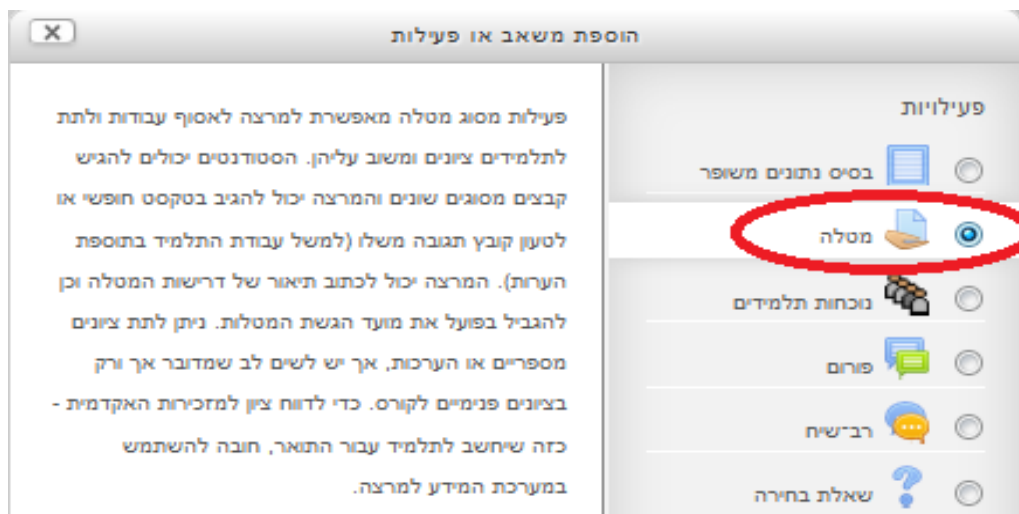 הוספת משאב או פעילות
פעילויות
בסיס נתונים משופר
מטלה
נוכחות תלמידים
פורום
רב־שיח
שאלת בחירה
פעילות מסוג מטלה מאפשרת למרצה לאסוף עבודות ולתת
לתלמידים ציונים ומשוב עליהן. הסטודנטים יכולים להגיש
קבצים מסוגים שונים והמרצה יכול להגיב בטקסט חופשי או
לטעון קובץ תגובה משלו (למשל עבודת התלמיד בתוספת
הערות). המרצה יכול לכתוב תיאור של דרישות המטלה וכן
להגביל בפועל את מועד הגשת המטלות. ניתן לתת ציונים
מספריים או הערכות, אך יש לשים לב שמדובר אך ורק
בציונים פנימיים לקורס. כדי לדווח ציון למזכירות האקדמית -
כזה שיחשב לתלמיד עבור התואר, חובה להשתמש
במערכת המידע למרצה.